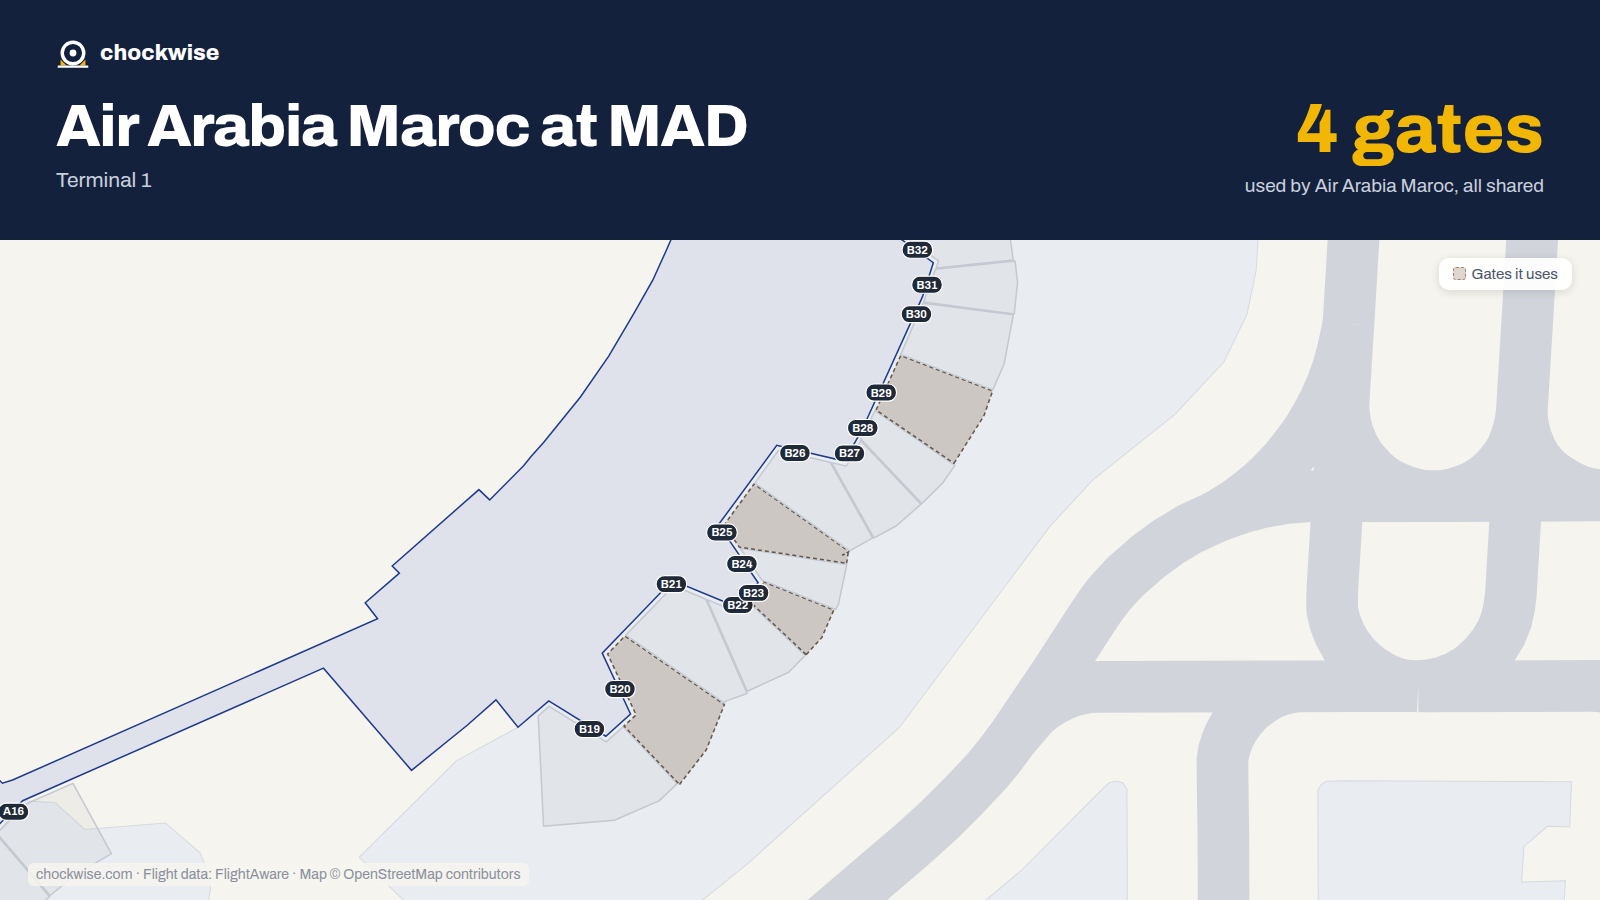 chockwise
Air Arabia Maroc at MAD
Terminal 1
4 gates
used by Air Arabia Maroc, all shared
Gates it uses
B32
B31
B30
B29
B28
B27
B26
B25
B24
B23
B22
B21
B20
B19
A16
chockwise.com · Flight data: FlightAware · Map © OpenStreetMap contributors